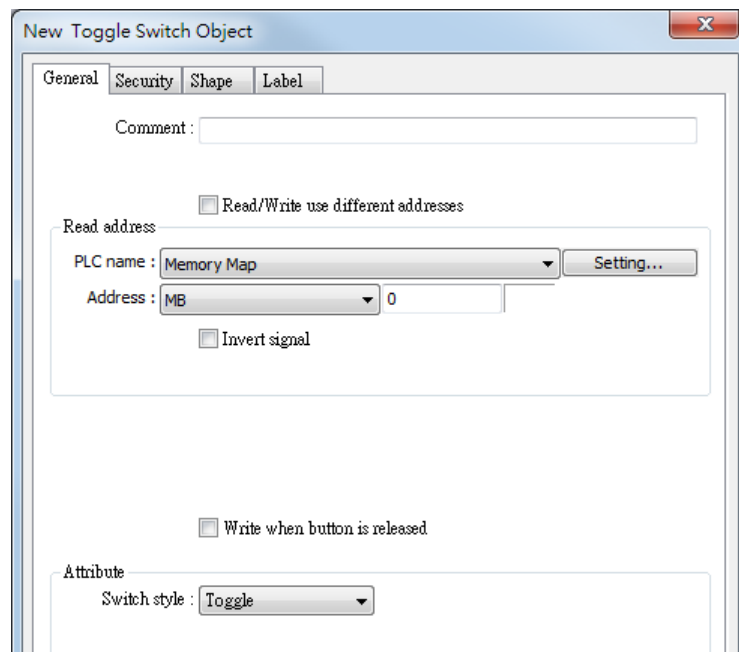 New Toggle Switch Object
General Security Shape Label
Comment :
Read/Write use different addresses
Read address
PLC name : Memory Map Setting...
Address : MB 0
Invert signal
Write when button is released
Attribute
Switch style : Toggle